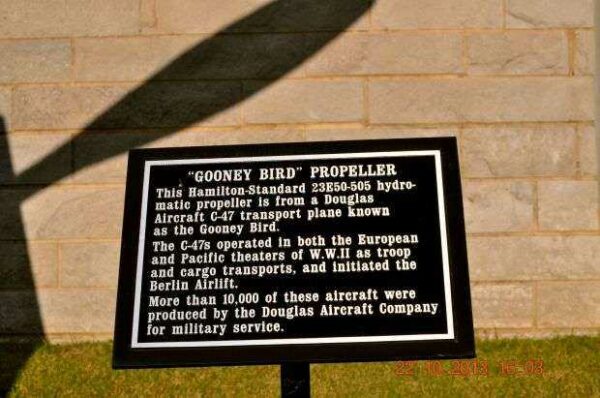 "GOONEY BIRD" PROPELLER
This Hamilton-Standard 23E50-505 hydro-
matic propeller is from a Douglas
Aircraft C-47 transport plane known
as the Gooney Bird.
The C-47s operated in both the European
and Pacific theaters of W.W.II as troop
and cargo transports, and initiated the
Berlin Airlift.
More than 10,000 of these aircraft were
produced by the Douglas Aircraft Company
for military service.
22 10 2013 16:03